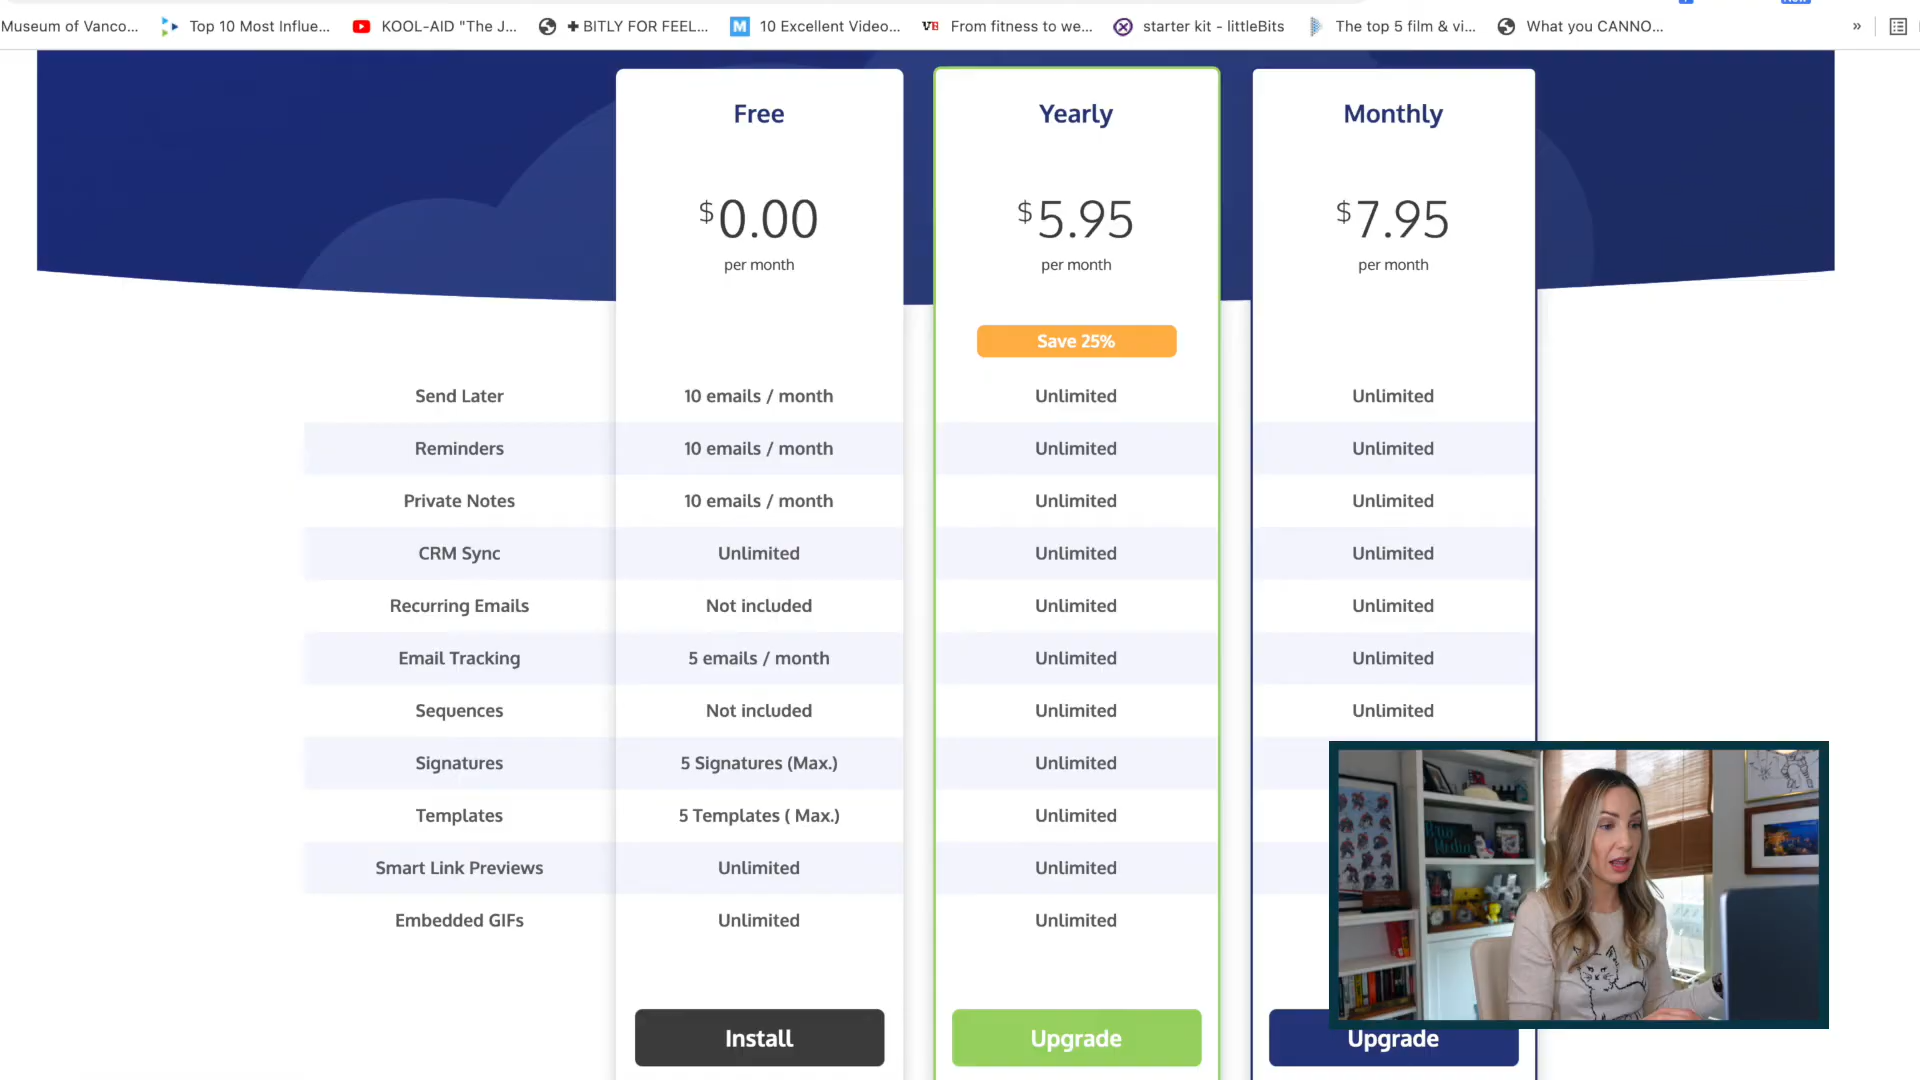 Museum of Vanco... Top 10 Most Influe... KOOL-AID "The J... + BITLY FOR FEEL... M 10 Excellent Video... VB From fitness to we... starter kit - littleBits The top 5 film & vi... What you CANNO... »
Free Yearly Monthly
$0.00 $5.95 $7.95
per month per month per month
Save 25%
Send Later 10 emails / month Unlimited Unlimited
Reminders 10 emails / month Unlimited Unlimited
Private Notes 10 emails / month Unlimited Unlimited
CRM Sync Unlimited Unlimited Unlimited
Recurring Emails Not included Unlimited Unlimited
Email Tracking 5 emails / month Unlimited Unlimited
Sequences Not included Unlimited Unlimited
Signatures 5 Signatures (Max.) Unlimited
Templates 5 Templates ( Max.) Unlimited
Smart Link Previews Unlimited Unlimited
Embedded GIFs Unlimited Unlimited
Install Upgrade Upgrade